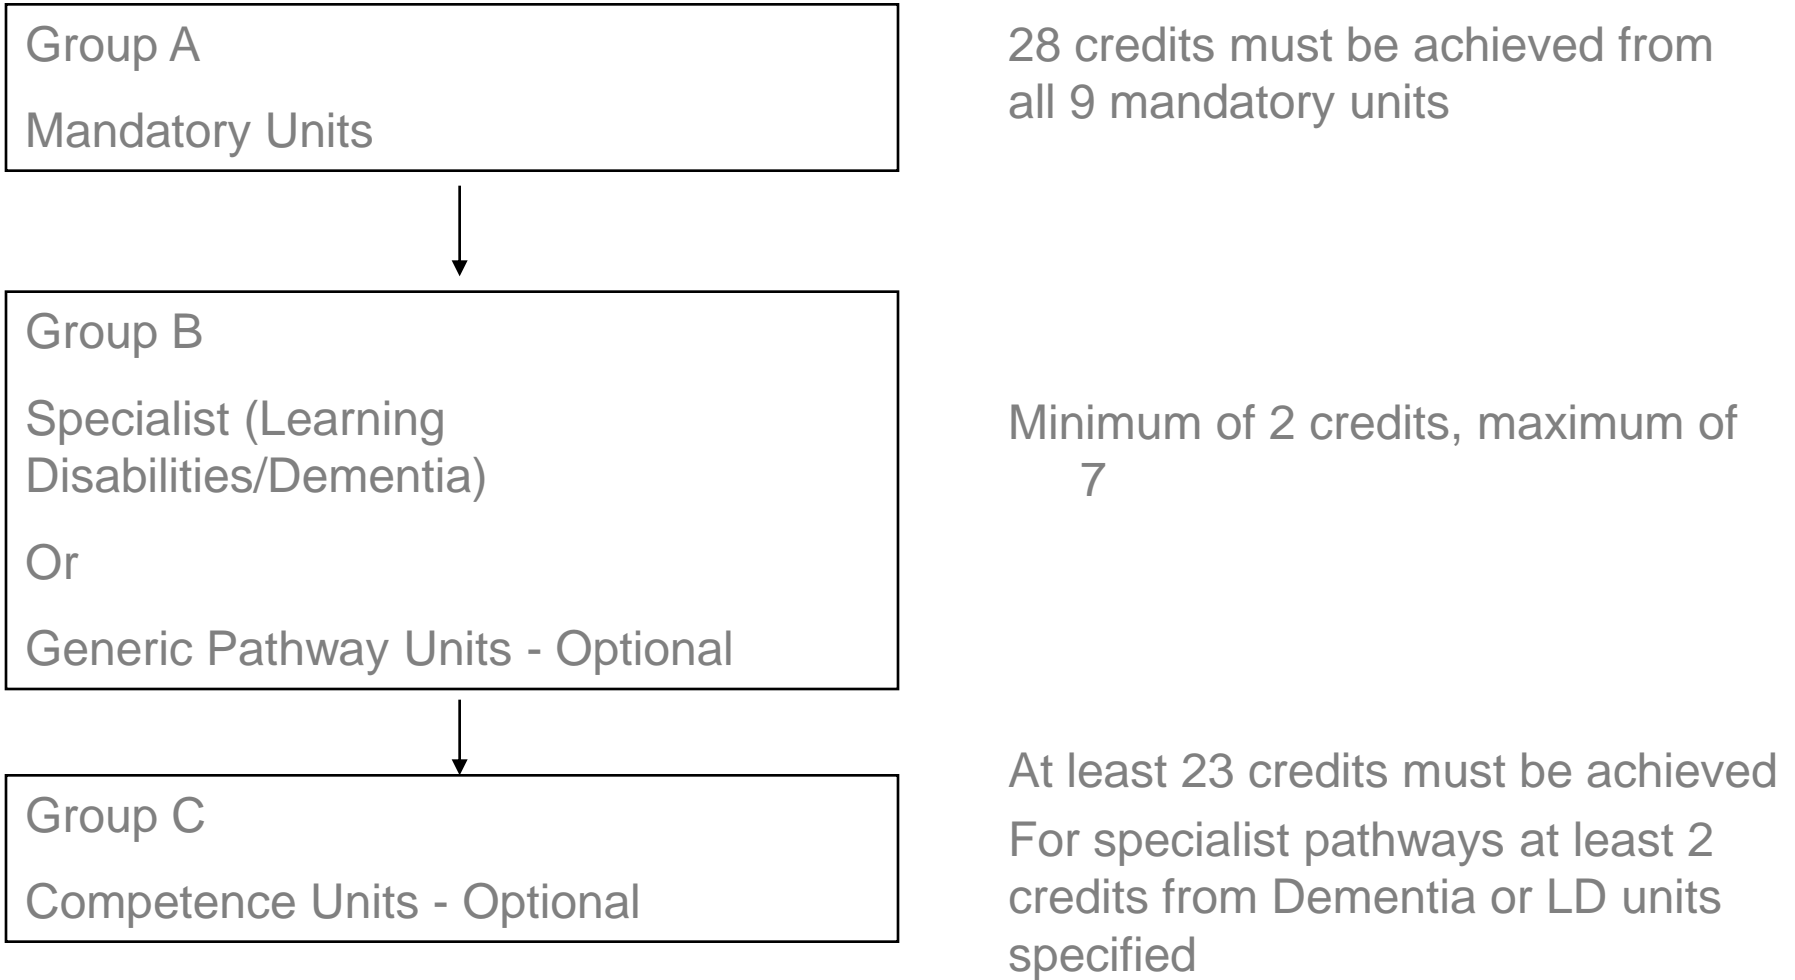 Group A
Mandatory Units
28 credits must be achieved from
all 9 mandatory units
Group B
Specialist (Learning
Disabilities/Dementia)
Or
Generic Pathway Units - Optional
Minimum of 2 credits, maximum of
7
Group C
Competence Units - Optional
At least 23 credits must be achieved
For specialist pathways at least 2
credits from Dementia or LD units
specified